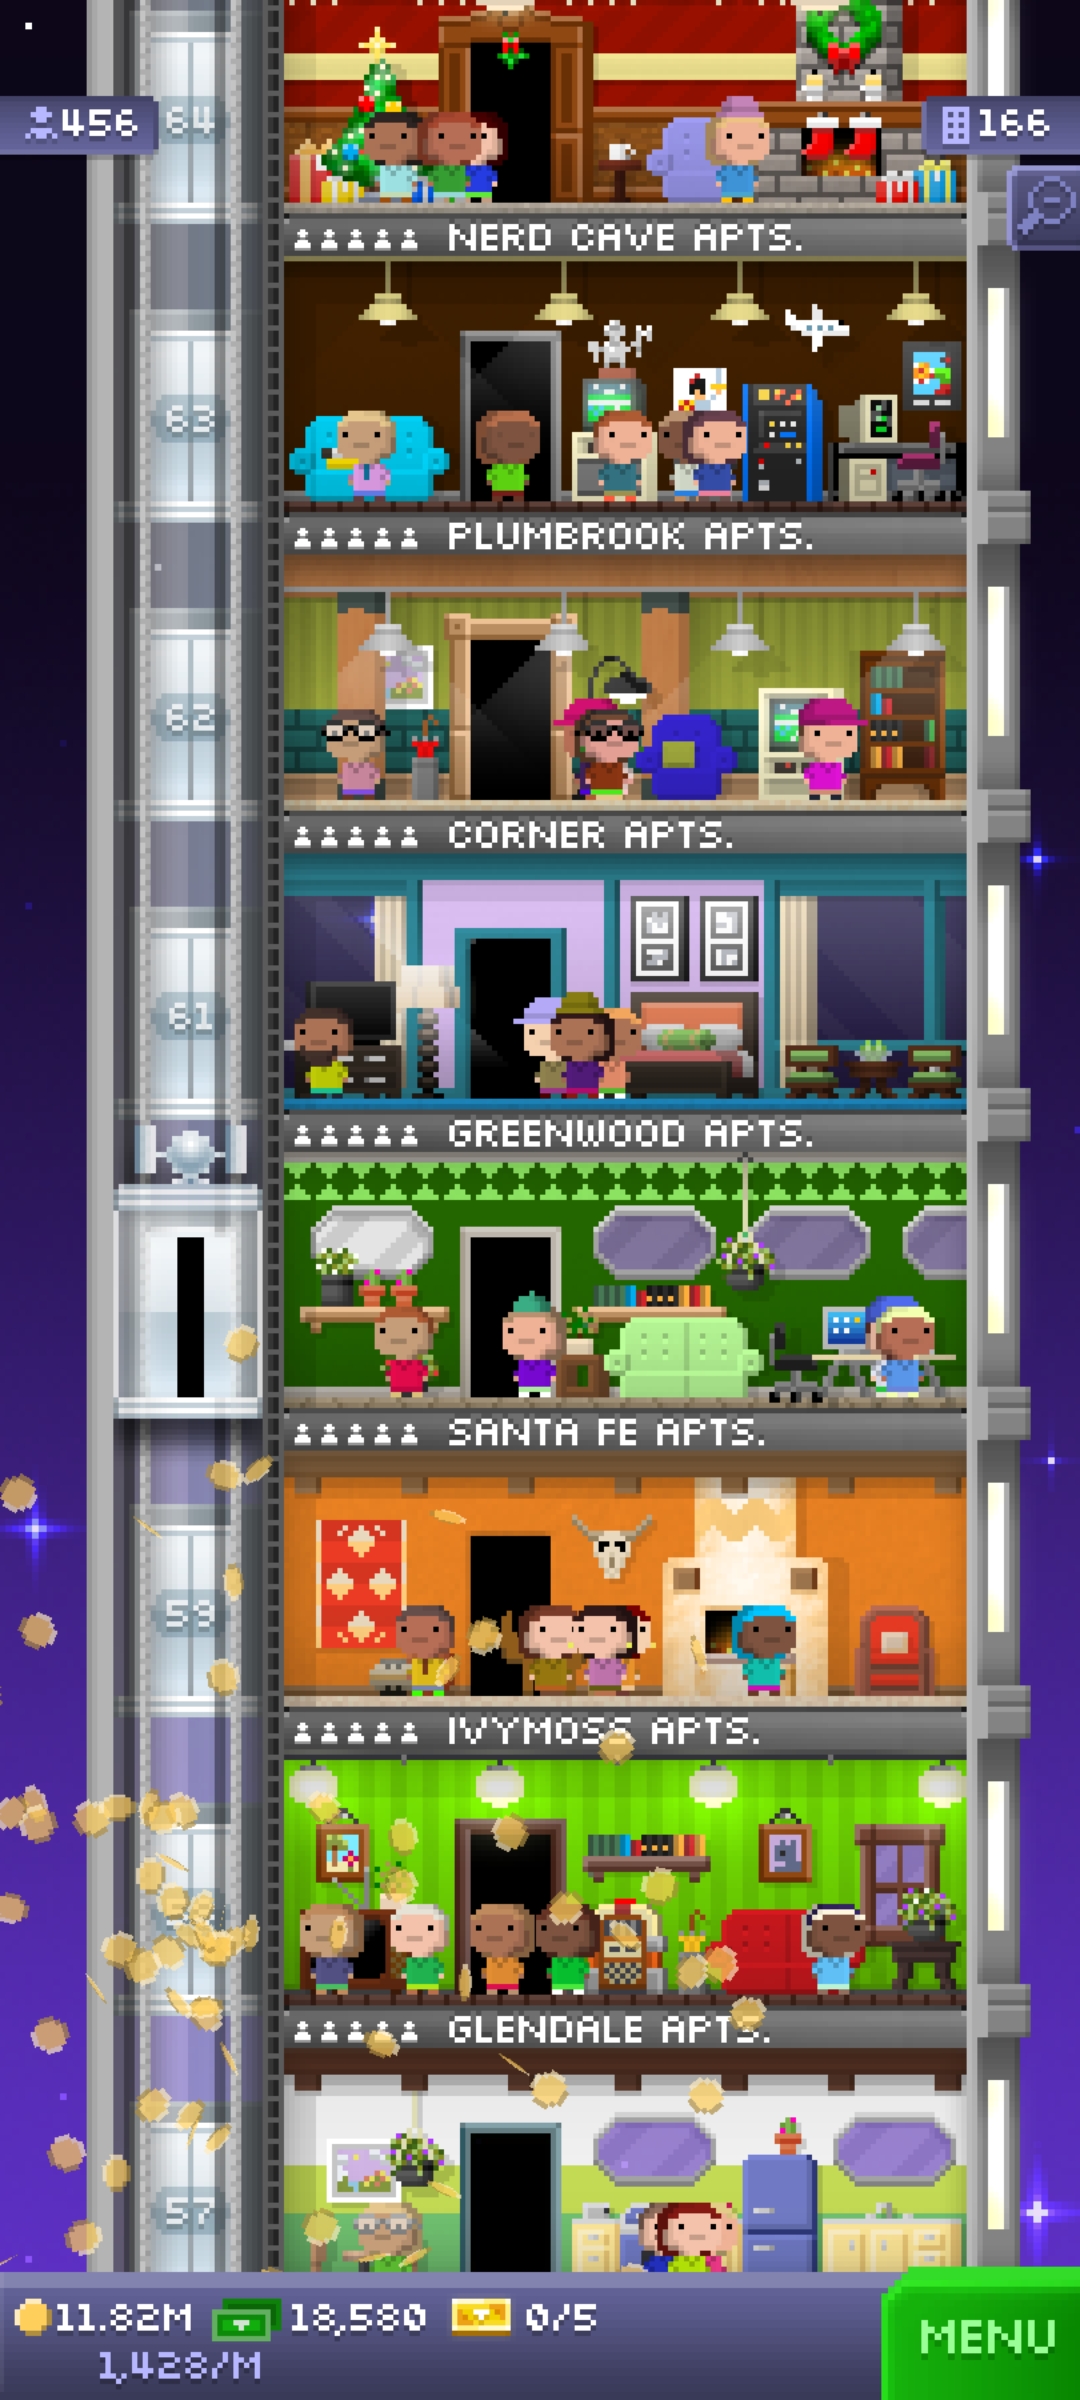 456
64
166
NERD CAVE APTS.
63
PLUMBROOK APTS.
62
CORNER APTS.
61
GREENWOOD APTS.
SANTA FE APTS.
59
IVYMOSS APTS.
GLENDALE APTS.
57
11.82M 18,580 0/5
1,428/M
MENU